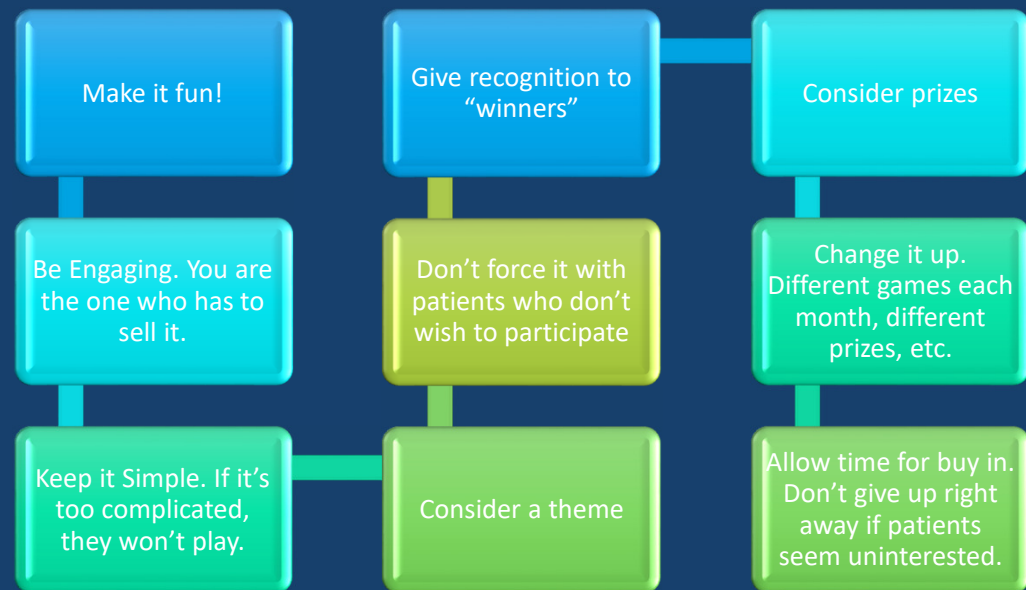 Make it fun!
Be Engaging. You are
the one who has to
sell it.
Keep it Simple. If it’s
too complicated,
they won’t play.
Consider a theme
Don’t force it with
patients who don’t
wish to participate
Give recognition to
“winners”
Consider prizes
Change it up.
Different games each
month, different
prizes, etc.
Allow time for buy in.
Don’t give up right
away if patients
seem uninterested.